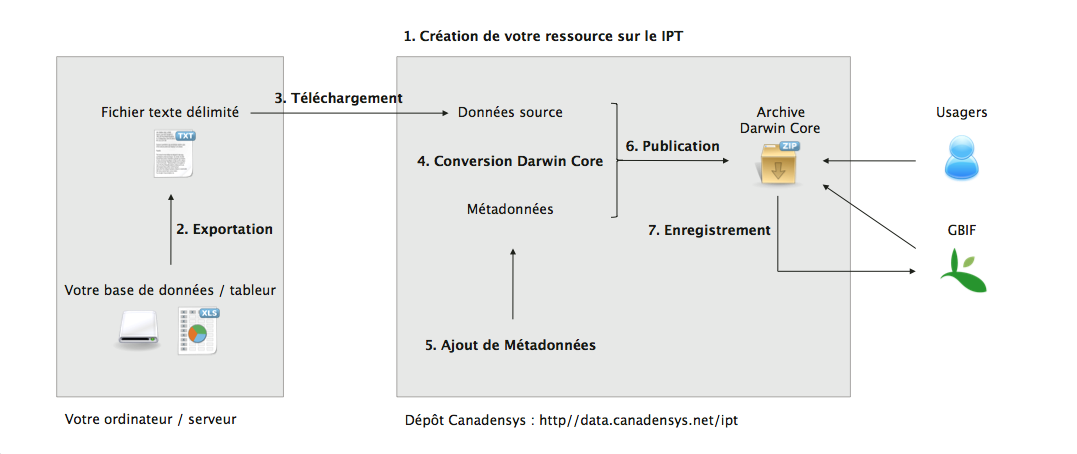 1. Création de votre ressource sur le IPT
3. Téléchargement
Fichier texte délimité
TXT
2. Exportation
Votre base de données / tableur
XLS
Votre ordinateur / serveur
Données source
4. Conversion Darwin Core
Métadonnées
5. Ajout de Métadonnées
6. Publication
Archive
Darwin Core
ZIP
7. Enregistrement
Usagers
GBIF
Dépôt Canadensys : http//data.canadensys.net/ipt